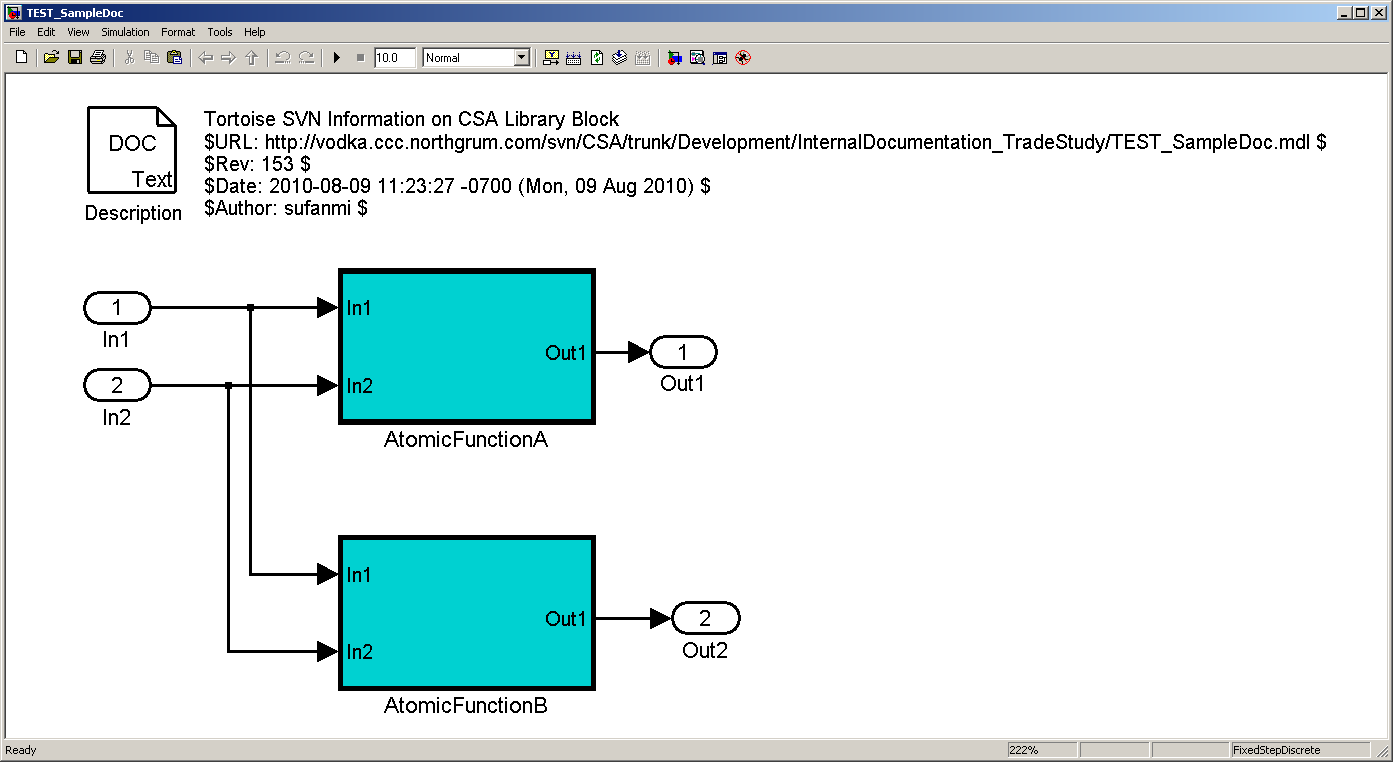 TEST_SampleDoc
File Edit View Simulation Format Tools Help
10.0 Normal
DOC
Text
Description
Tortoise SVN Information on CSA Library Block
$URL: http://vodka.ccc.northgrum.com/svn/CSA/trunk/Development/InternalDocumentation_TradeStudy/TEST_SampleDoc.mdl $
$Rev: 153 $
$Date: 2010-08-09 11:23:27 -0700 (Mon, 09 Aug 2010) $
$Author: sufanmi $
1
In1
2
In2
In1
In2
Out1
AtomicFunctionA
1
Out1
In1
In2
Out1
AtomicFunctionB
2
Out2
Ready 222% FixedStepDiscrete